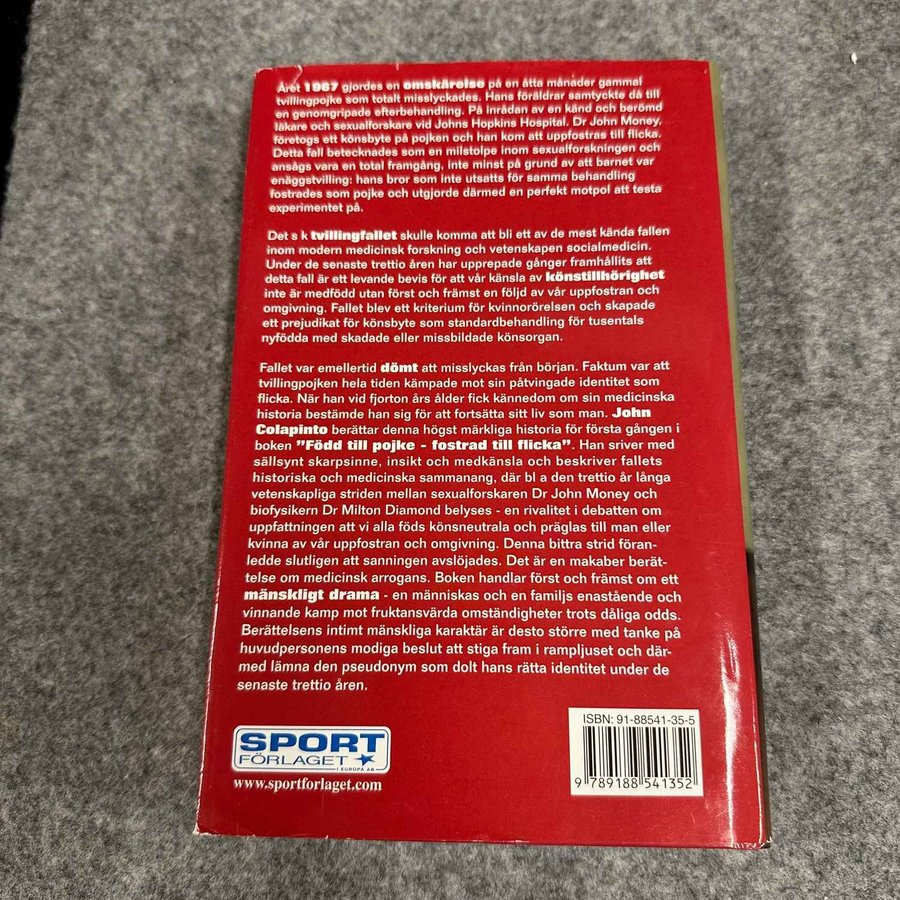 Året 1967 gjordes en omskärelse på en åtta månader gammal
tvillingpojke som totalt misslyckades. Hans föräldrar samtyckte då till
en genomgripade efterbehandling. På inrådan av en känd och berömd
läkare och sexualforskare vid Johns Hopkins Hospital. Dr John Money,
företogs ett könsbyte på pojken och han kom att uppfostras till flicka.
Detta fall betecknades som en milstolpe inom sexualforskningen och
ansågs vara en total framgång, inte minst på grund av att barnet var
enäggstvilling: hans bror som inte utsatts för samma behandling
fostrades som pojke och utgjorde därmed en perfekt motpol att testa
experimentet på.
Det s k tvillingfallet skulle komma att bli ett av de mest kända fallen
inom modern medicinsk forskning och vetenskapen socialmedicin.
Under de senaste trettio åren har upprepade gånger framhållits att
detta fall är ett levande bevis för att vår känsla av könstillhörighet
inte är medfödd utan först och främst en följd av vår uppfostran och
omgivning. Fallet blev ett kriterium för kvinnorörelsen och skapade
ett prejudikat för könsbyte som standardbehandling för tusentals
nyfödda med skadade eller missbildade könsorgan.
Fallet var emellertid dömt att misslyckas från början. Faktum var att
tvillingpojken hela tiden kämpade mot sin påtvingade identitet som
flicka. När han vid fjorton års ålder fick kännedom om sin medicinska
historia bestämde han sig för att fortsätta sitt liv som man. John
Colapinto berättar denna högst märkliga historia för första gången i
boken "Född till pojke - fostrad till flicka". Han sriver med
sällsynt skarpsinne, insikt och medkänsla och beskriver fallets
historiska och medicinska sammanang, där bl a den trettio år långa
vetenskapliga striden mellan sexualforskaren Dr John Money och
biofysikern Dr Milton Diamond belyses - en rivalitet i debatten om
uppfattningen att vi alla föds könsneutrala och präglas till man eller
kvinna av vår uppfostran och omgivning. Denna bittra strid föran-
ledde slutligen att sanningen avslöjades. Det är en makaber berät-
telse om medicinsk arrogans. Boken handlar först och främst om ett
mänskligt drama - en människas och en familjs enastående och
vinnande kamp mot fruktansvärda omständigheter trots dåliga odds.
Berättelsens intimt mänskliga karaktär är desto större med tanke på
huvudpersonens modiga beslut att stiga fram i rampljuset och där-
med lämna den pseudonym som dolt hans rätta identitet under de
senaste trettio åren.
SPORT
FÖRLAGET
I EUROPA AB
www.sportforlaget.com
ISBN: 91-88541-35-5
9 789188 541352